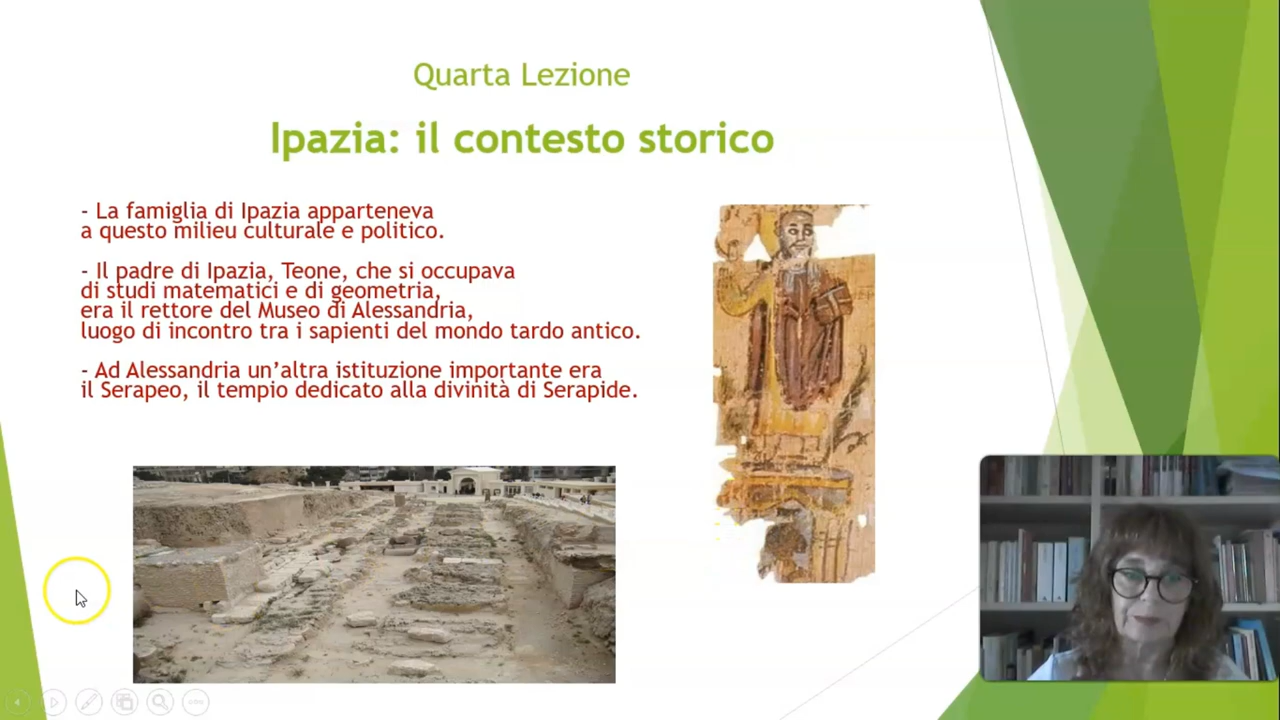 Quarta Lezione
Ipazia: il contesto storico
- La famiglia di Ipazia apparteneva
a questo milieu culturale e politico.
- Il padre di Ipazia, Teone, che si occupava
di studi matematici e di geometria,
era il rettore del Museo di Alessandria,
luogo di incontro tra i sapienti del mondo tardo antico.
- Ad Alessandria un’altra istituzione importante era
il Serapeo, il tempio dedicato alla divinità di Serapide.